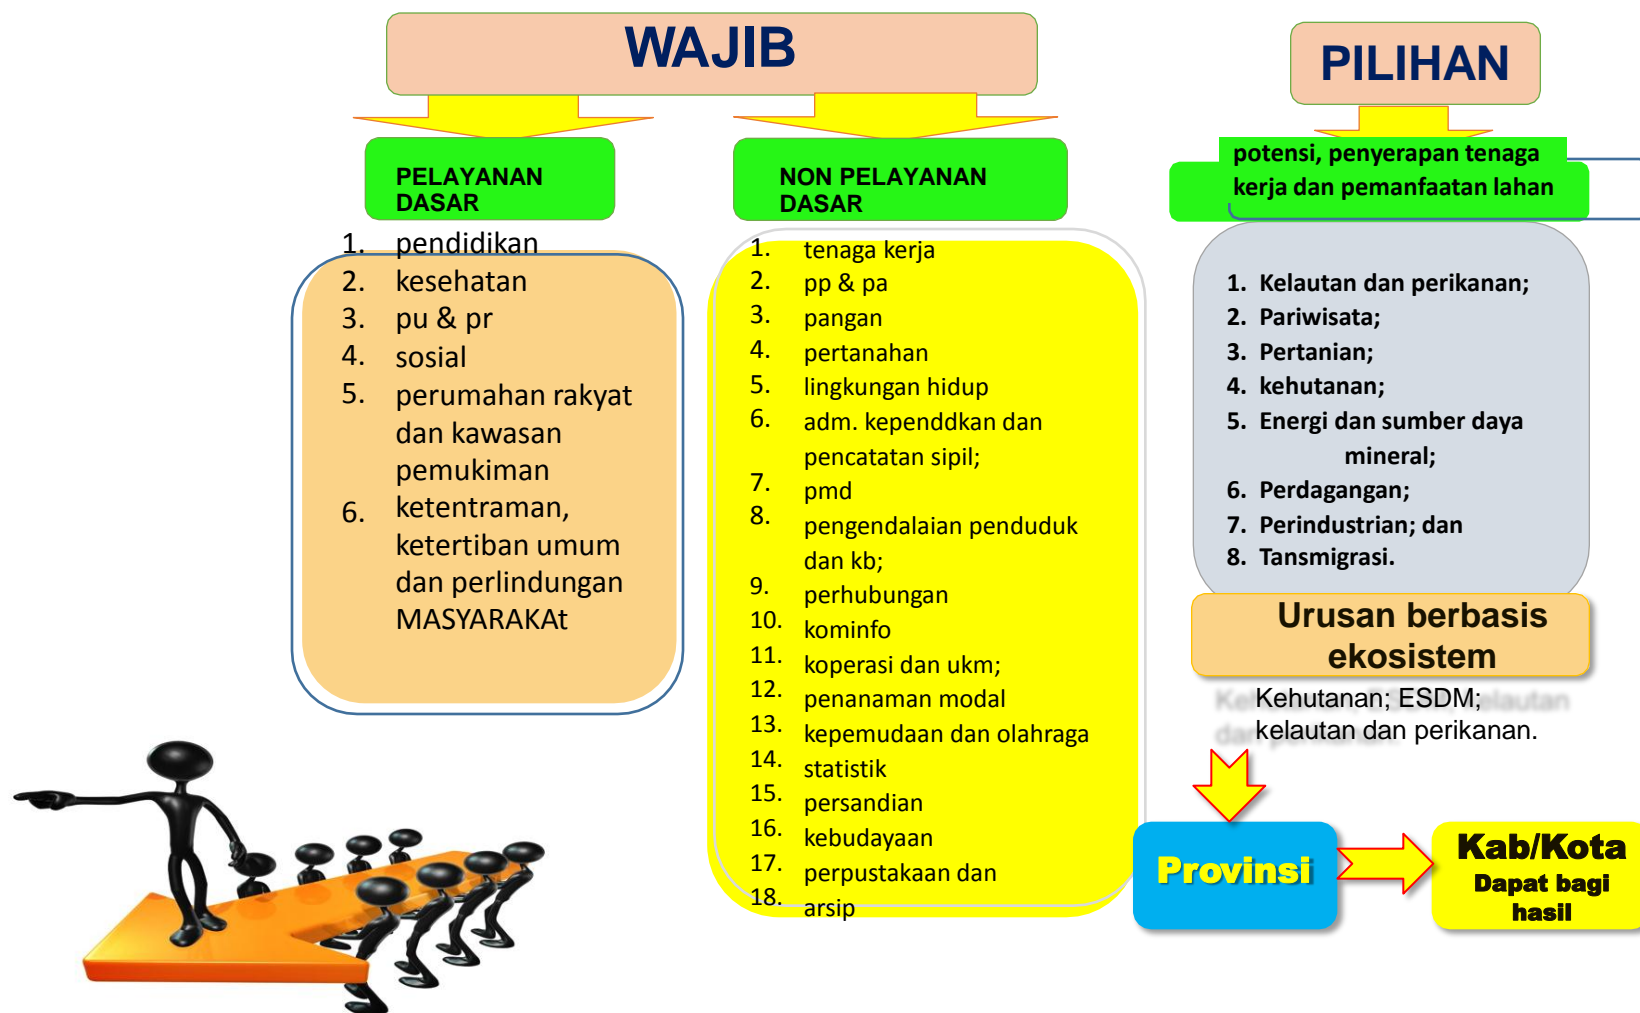 WAJIB
PELAYANAN
DASAR
1. pendidikan
2. kesehatan
3. pu & pr
4. sosial
5. perumahan rakyat
dan kawasan
pemukiman
6. ketentraman,
ketertiban umum
dan perlindungan
MASYARAKAt
NON PELAYANAN
DASAR
1. tenaga kerja
2. pp & pa
3. pangan
4. pertanahan
5. lingkungan hidup
6. adm. kependdkan dan
pencatatan sipil;
7. pmd
8. pengendalaian penduduk
dan kb;
9. perhubungan
10. kominfo
11. koperasi dan ukm;
12. penanaman modal
13. kepemudaan dan olahraga
14. statistik
15. persandian
16. kebudayaan
17. perpustakaan dan
18. arsip
PILIHAN
potensi, penyerapan tenaga
kerja dan pemanfaatan lahan
1. Kelautan dan perikanan;
2. Pariwisata;
3. Pertanian;
4. kehutanan;
5. Energi dan sumber daya
mineral;
6. Perdagangan;
7. Perindustrian; dan
8. Tansmigrasi.
Urusan berbasis
ekosistem
Kehutanan; ESDM;
kelautan dan perikanan.
Provinsi
Kab/Kota
Dapat bagi
hasil